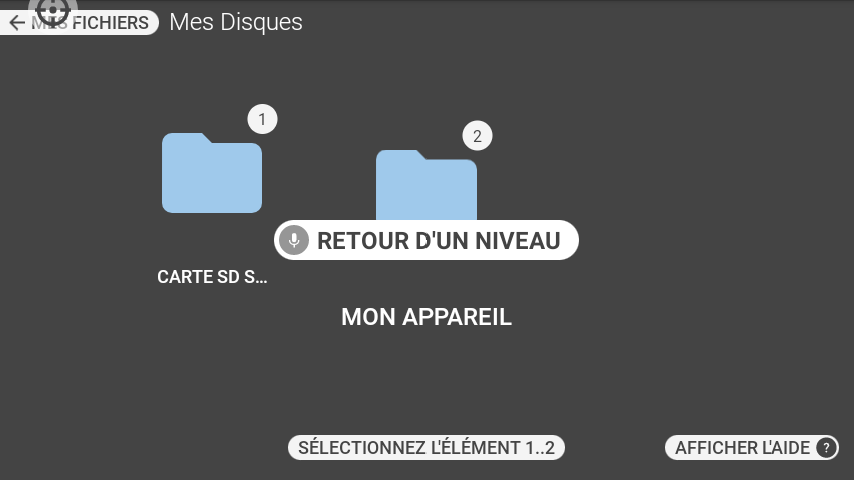 MES FICHIERS Mes Disques
1
2
RETOUR D'UN NIVEAU
CARTE SD S...
MON APPAREIL
SÉLECTIONNEZ L'ÉLÉMENT 1..2
AFFICHER L'AIDE ?